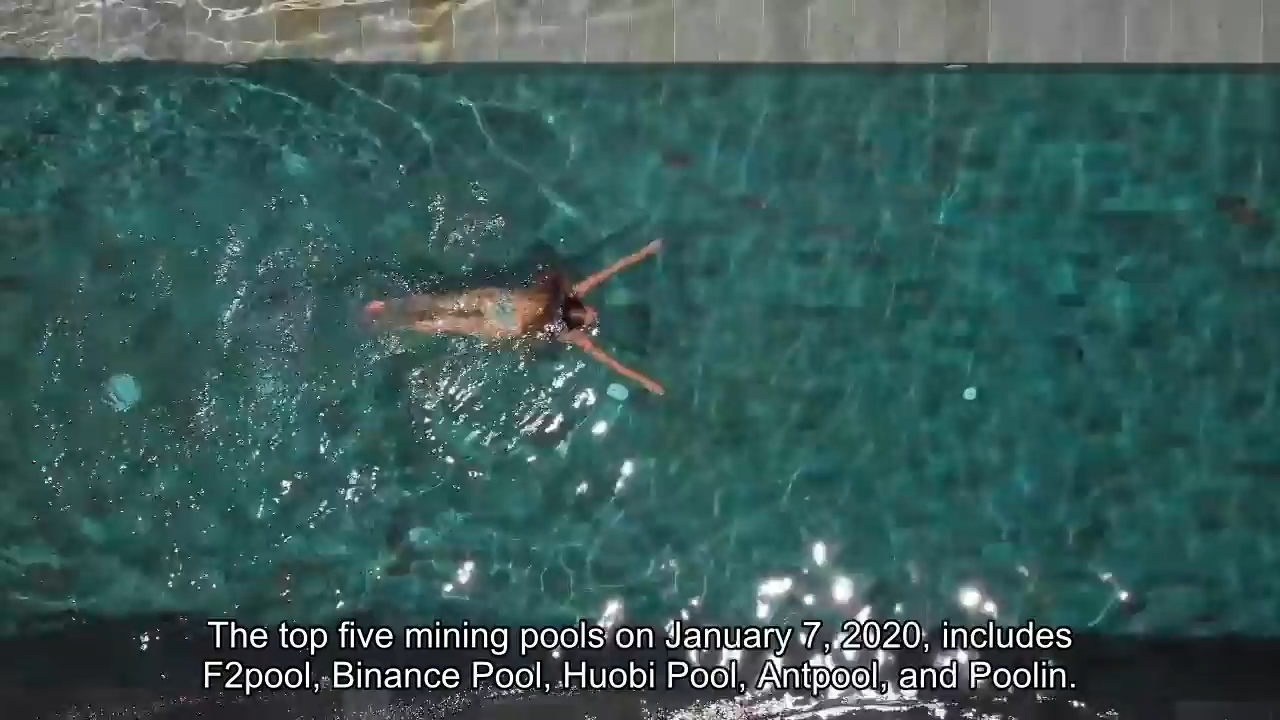 The top five mining pools on January 7, 2020, includes
F2pool, Binance Pool, Huobi Pool, Antpool, and Poolin.